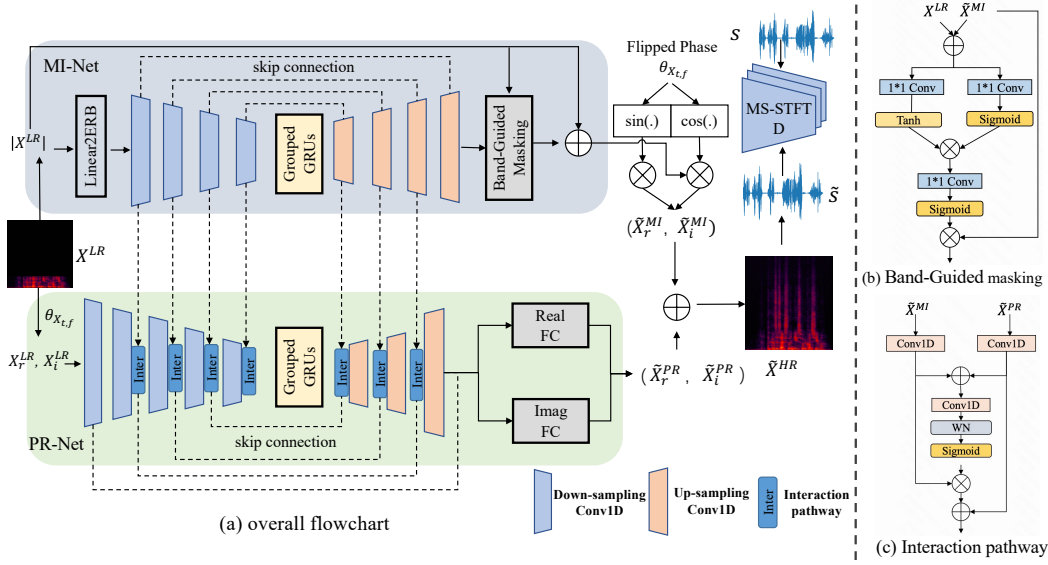 MI-Net
skip connection
|X^{LR}|
Linear2ERB
Grouped
GRUs
Band-Guided
Masking
Flipped Phase
θ_{X_{t,f}}
sin(.)
cos(.)
(X̃_r^{MI}, X̃_i^{MI})
S
MS-STFT
D
s̃
X^{LR}
θ_{X_{t,f}}
X_r^{LR}, X_i^{LR}
Inter
Inter
Inter
Inter
Grouped
GRUs
Inter
Inter
Inter
Real
FC
Imag
FC
(X̃_r^{PR}, X̃_i^{PR})
X̃^{HR}
skip connection
PR-Net
Down-sampling
Conv1D
Up-sampling
Conv1D
Inter
Interaction
pathway
(a) overall flowchart
X^{LR} X̃^{MI}
1*1 Conv
1*1 Conv
Tanh
Sigmoid
1*1 Conv
Sigmoid
(b) Band-Guided masking
X̃^{MI}
X̃^{PR}
Conv1D
Conv1D
Conv1D
WN
Sigmoid
(c) Interaction pathway